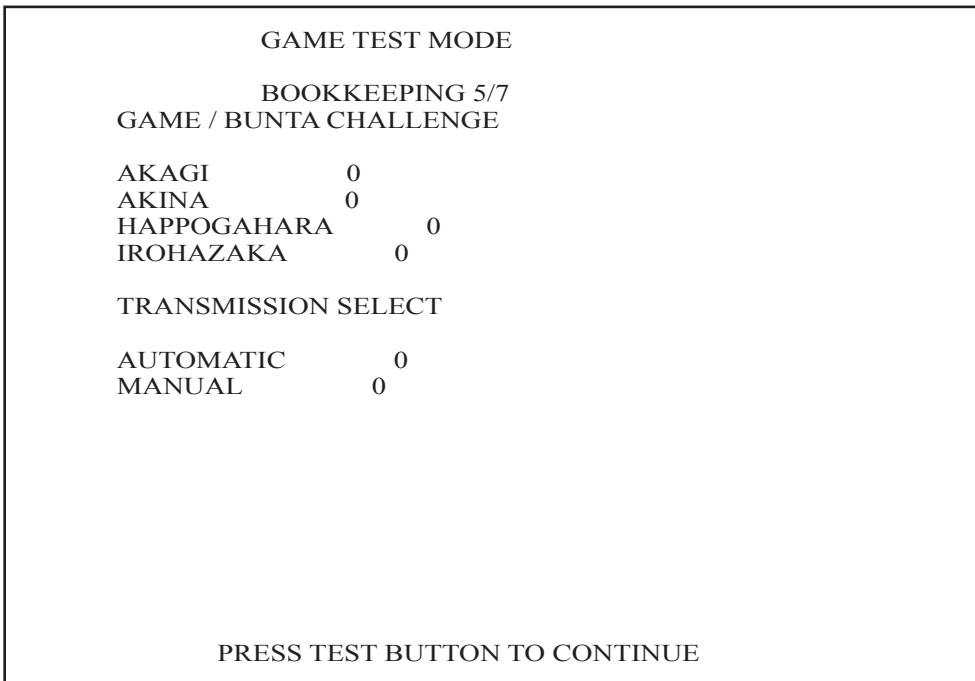 GAME TEST MODE
BOOKKEEPING 5/7
GAME / BUNTA CHALLENGE
AKAGI 0
AKINA 0
HAPPOGAHARA 0
IROHAZAKA 0
TRANSMISSION SELECT
AUTOMATIC 0
MANUAL 0
PRESS TEST BUTTON TO CONTINUE